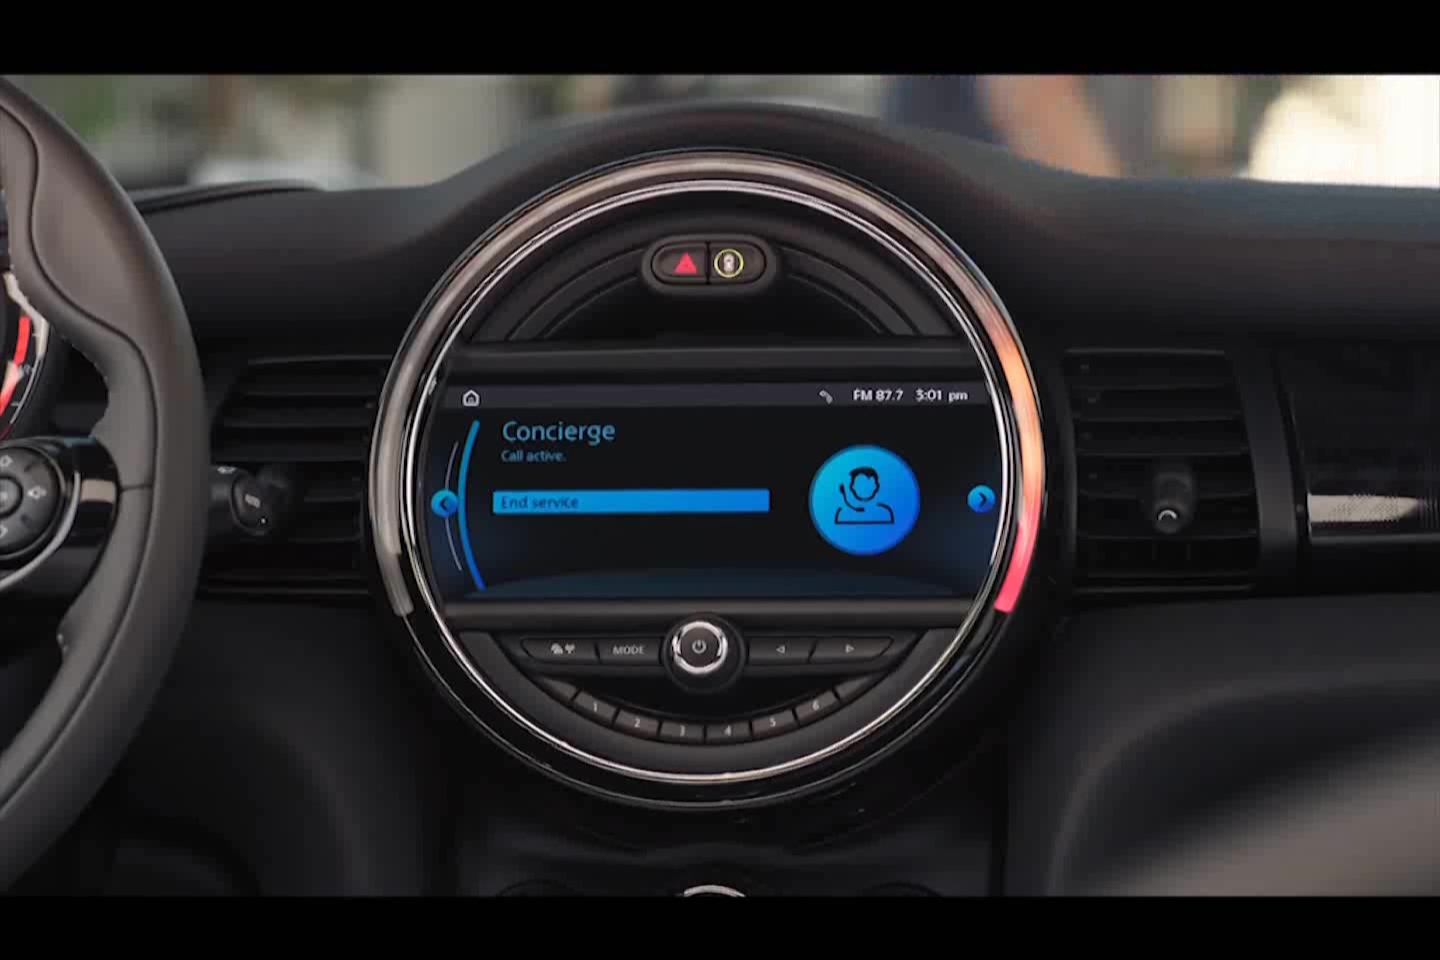 FM 87.7 3:01 pm
Concierge
Call active.
End service
MODE
1 2 3 4 5 6